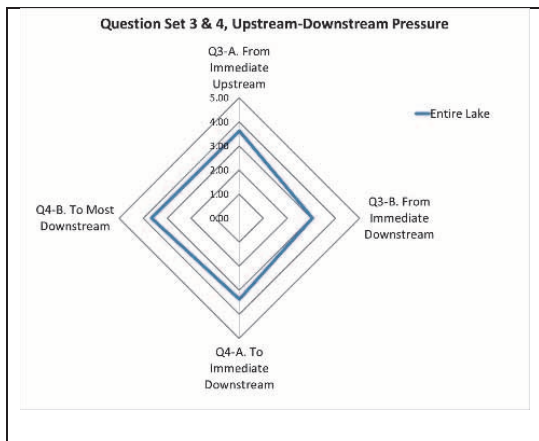 Question Set 3 & 4, Upstream-Downstream Pressure
Q3-A. From
Immediate
Upstream
5.00
4.00
3.00
2.00
1.00
0.00
Entire Lake
Q3-B. From
Immediate
Downstream
Q4-B. To Most
Downstream
Q4-A. To
Immediate
Downstream